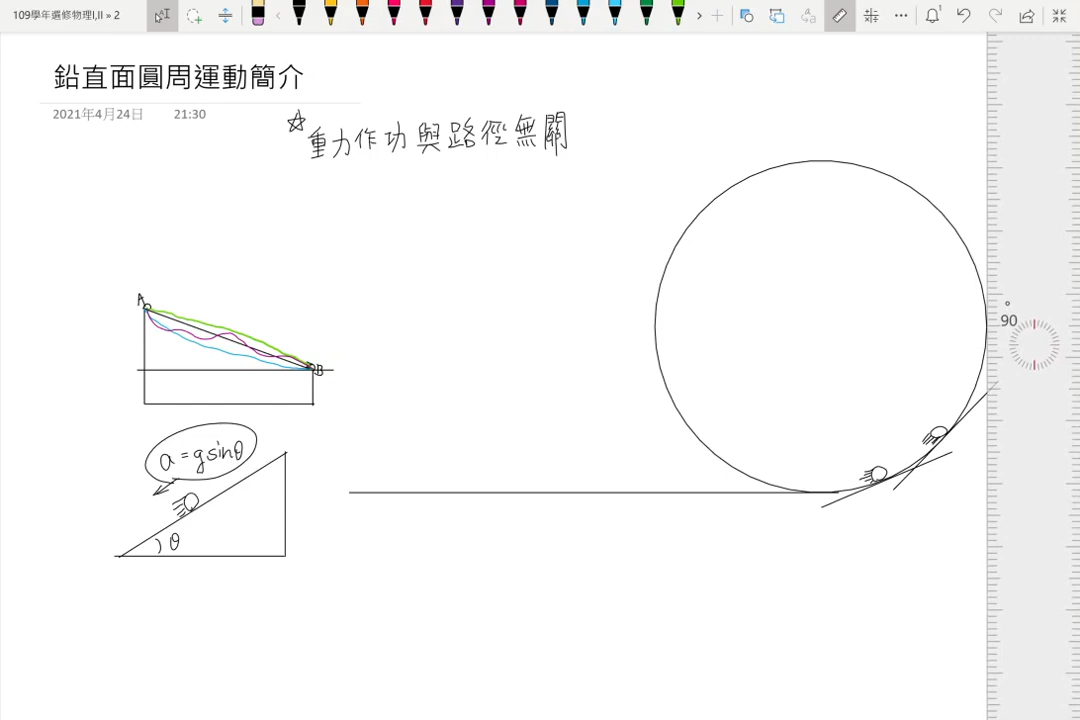 109學年選修物理I,II » 2
鉛直面圓周運動簡介
2021年4月24日 21:30
☆重力作功與路徑無關
A
B
90°
a = g sinθ
θ